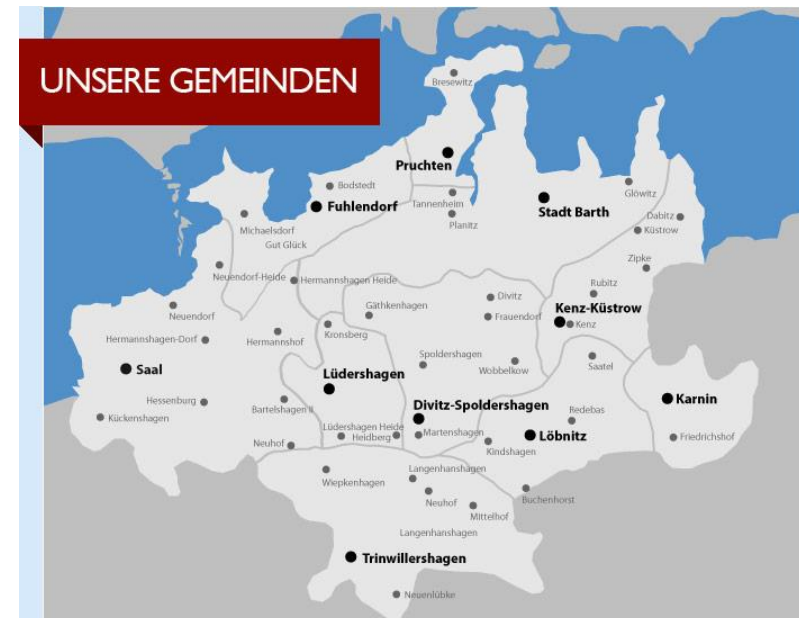 UNSERE GEMEINDEN
Bresewitz
Pruchten
Bodstedt
Fuhlendorf
Tannenheim
Planitz
Stadt Barth
Glöwitz
Dabitz
Küstrow
Zipke
Michaelsdorf
Gut Glück
Neuendorf-Heide
Hermannshagen Heide
Rubitz
Divitz
Gäthkenhagen
Frauendorf
Kenz-Küstrow
Kenz
Neuendorf
Hermannshagen-Dorf
Hermannshof
Kronsberg
Spoldershagen
Wobbelkow
Saatel
Saal
Lüdershagen
Karnin
Hessenburg
Bartelshagen II
Divitz-Spoldershagen
Redebas
Kückenshagen
Lüdershagen Heide
Heidberg
Martenshagen
Löbnitz
Kindshagen
Friedrichshof
Neuhof
Wiepkenhagen
Langenhanshagen
Neuhof
Mittelhof
Buchenhorst
Langenhanshagen
Trinwillershagen
Neuenlübke